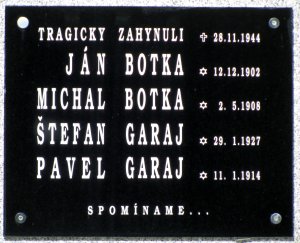 TRAGICKY ZAHYNULI ✞ 28.11.1944
JÁN BOTKA ✡ 12.12.1902
MICHAL BOTKA ✡ 2. 5.1908
ŠTEFAN GARAJ ✡ 29. 1.1927
PAVEL GARAJ ✡ 11. 1.1914
SPOMÍNAME...